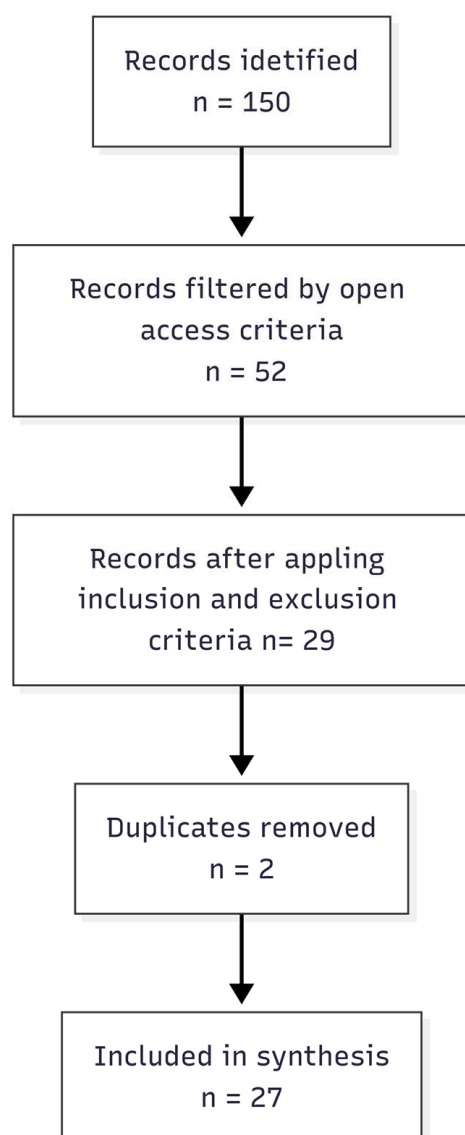 Records idetified
n = 150
Records filtered by open
access criteria
n = 52
Records after appling
inclusion and exclusion
criteria n= 29
Duplicates removed
n = 2
Included in synthesis
n = 27